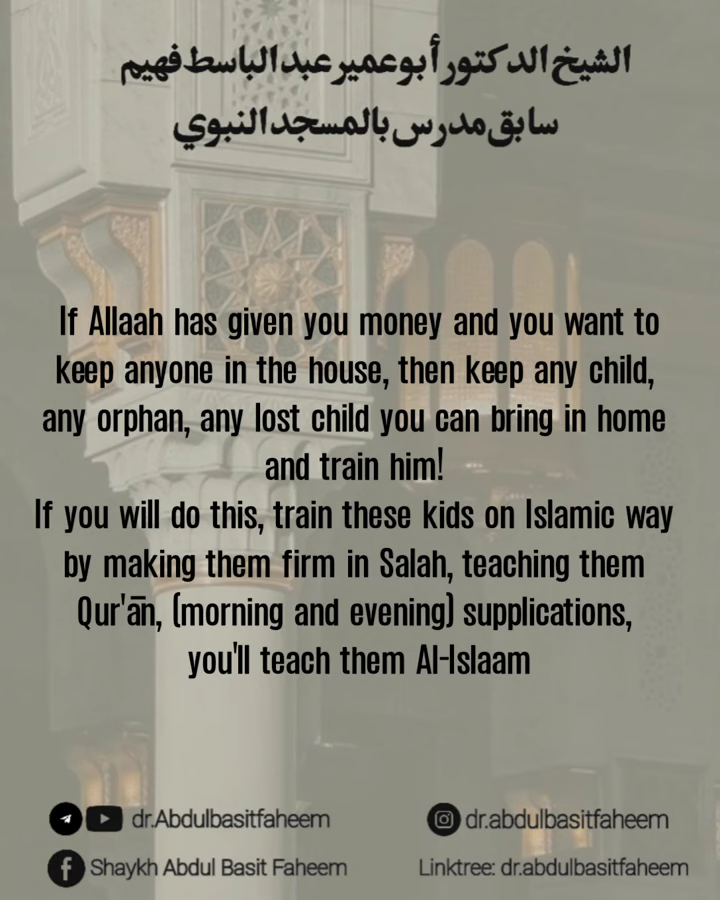 الشيخ الدكتور أبو عمير عبد الباسط فهيم
سابق مدرس بالمسجد النبوي
If Allaah has given you money and you want to
keep anyone in the house, then keep any child,
any orphan, any lost child you can bring in home
and train him!
If you will do this, train these kids on Islamic way
by making them firm in Salah, teaching them
Qur'ān, (morning and evening) supplications,
you'll teach them Al-Islaam
dr.Abdulbasitfaheem
dr.abdulbasitfaheem
Shaykh Abdul Basit Faheem
Linktree: dr.abdulbasitfaheem